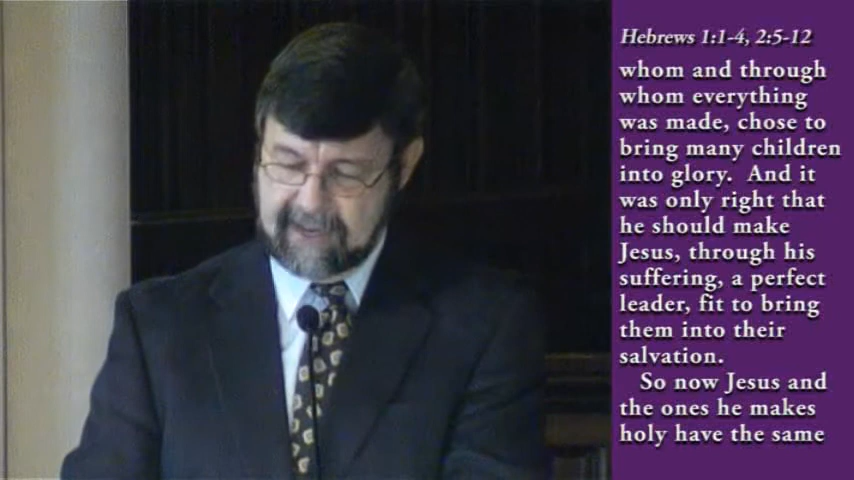 Hebrews 1:1-4, 2:5-12
whom and through
whom everything
was made, chose to
bring many children
into glory.  And it
was only right that
he should make
Jesus, through his
suffering, a perfect
leader, fit to bring
them into their
salvation.
So now Jesus and
the ones he makes
holy have the same